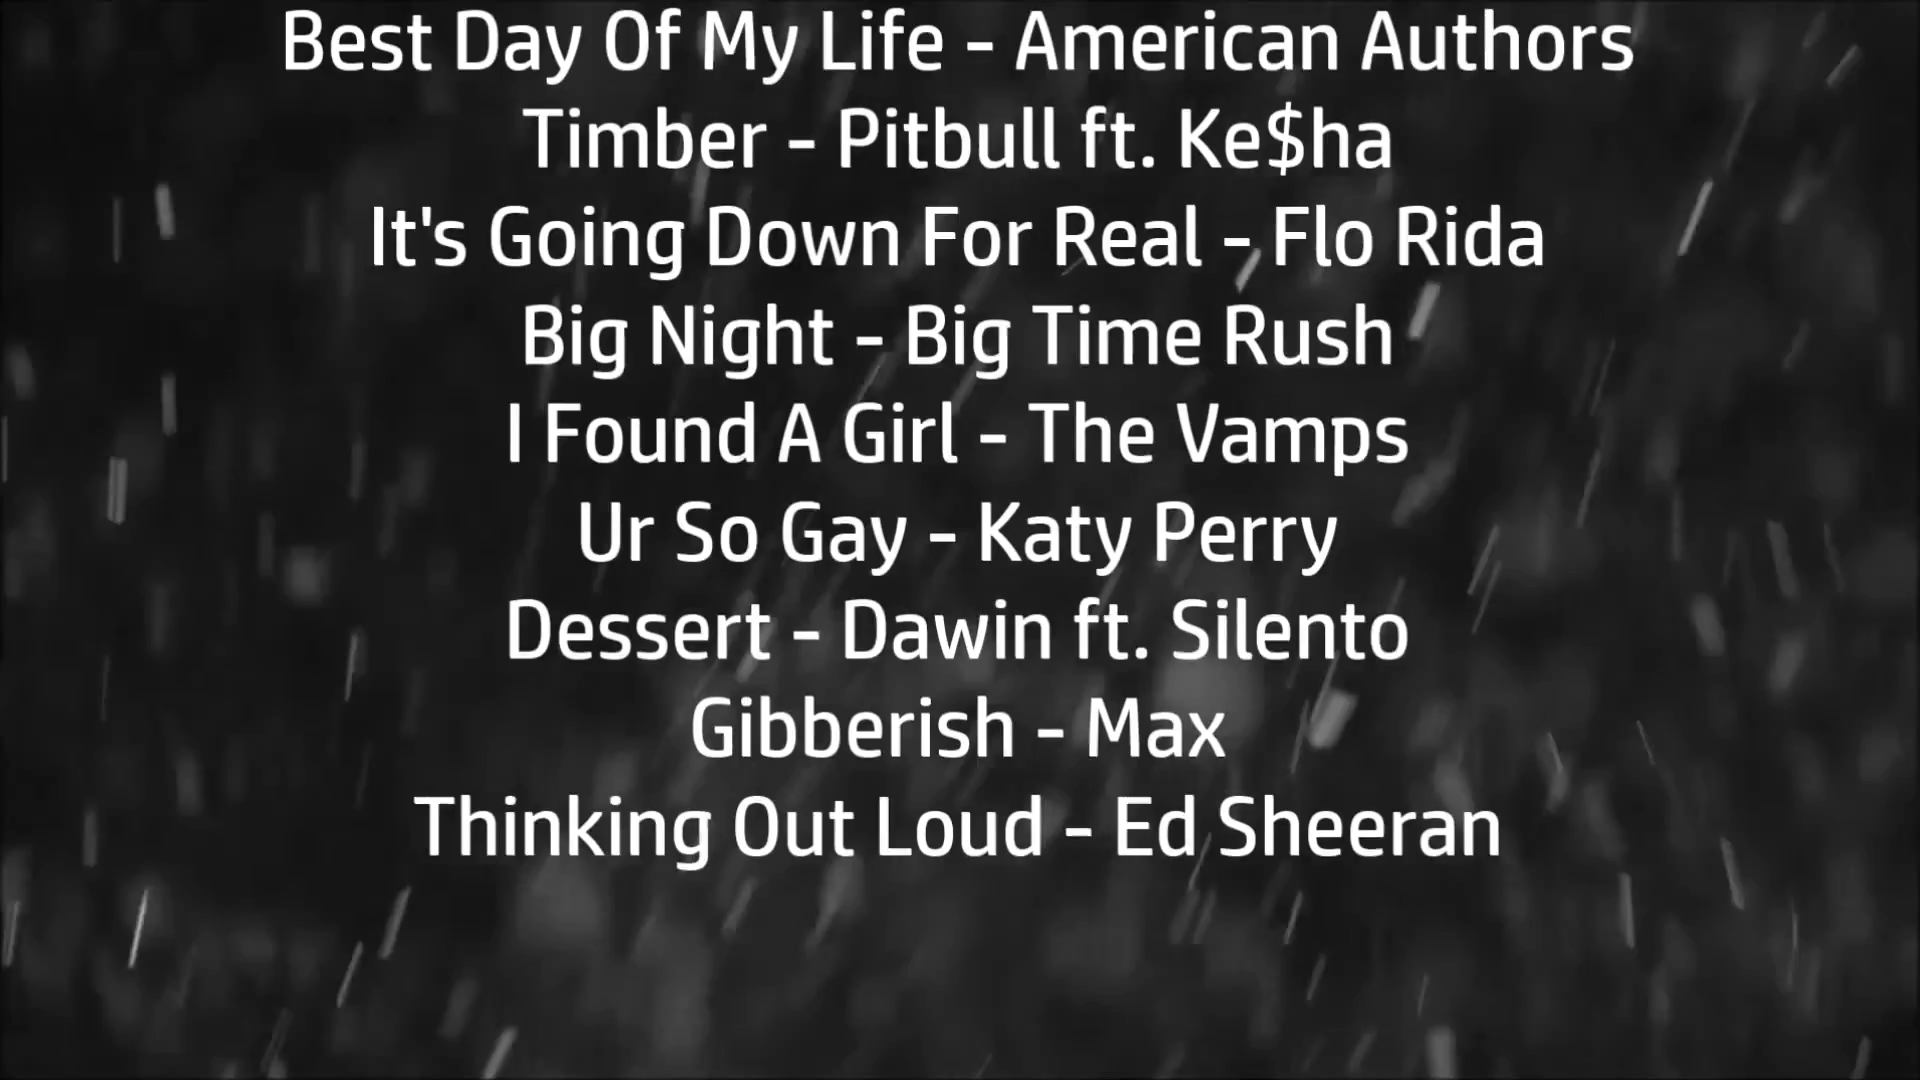 Best Day Of My Life - American Authors
Timber - Pitbull ft. Ke$ha
It's Going Down For Real - Flo Rida
Big Night - Big Time Rush
I Found A Girl - The Vamps
Ur So Gay - Katy Perry
Dessert - Dawin ft. Silento
Gibberish - Max
Thinking Out Loud - Ed Sheeran